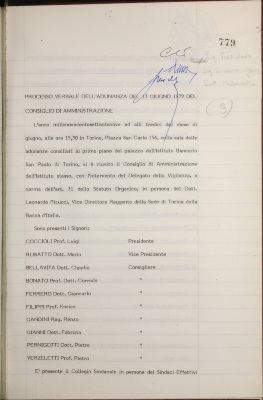 779
PROCESSO VERBALE DELL'ADUNANZA DEL 13 GIUGNO 1979 DEL
CONSIGLIO DI AMMINISTRAZIONE
L'anno millenovecentosettantanove ed alli tredici del mese di
giugno, alle ore 15,30 in Torino, Piazza San Carlo 156, nella sala delle
adunanze consiliari al primo piano del palazzo dell'Istituto Bancario
San Paolo di Torino, si è riunito il Consiglio di Amministrazione
dell'Istituto stesso, con l'intervento del Delegato della Vigilanza, a
norma dell'art. 31 dello Statuto Organico, in persona del Dott.
Leonardo Picucci, Vice Direttore Reggente della Sede di Torino della
Banca d'Italia.
Sono presenti i Signori:
COCCIOLI Prof. Luigi Presidente
RUBATTO Dott. Mario Vice Presidente
BELLAVITA Dott. Claudio Consigliere
BONATO Prof. Dott. Corrado "
FERRERO Dott. Giancarlo "
FILIPPI Prof. Enrico "
GANDINI Rag. Renzo "
GIANNI Dott. Fabrizio "
PERNIGOTTI Dott. Pietro "
VERZELETTI Prof. Pietro "
E' presente il Collegio Sindacale in persona dei Sindaci Effettivi